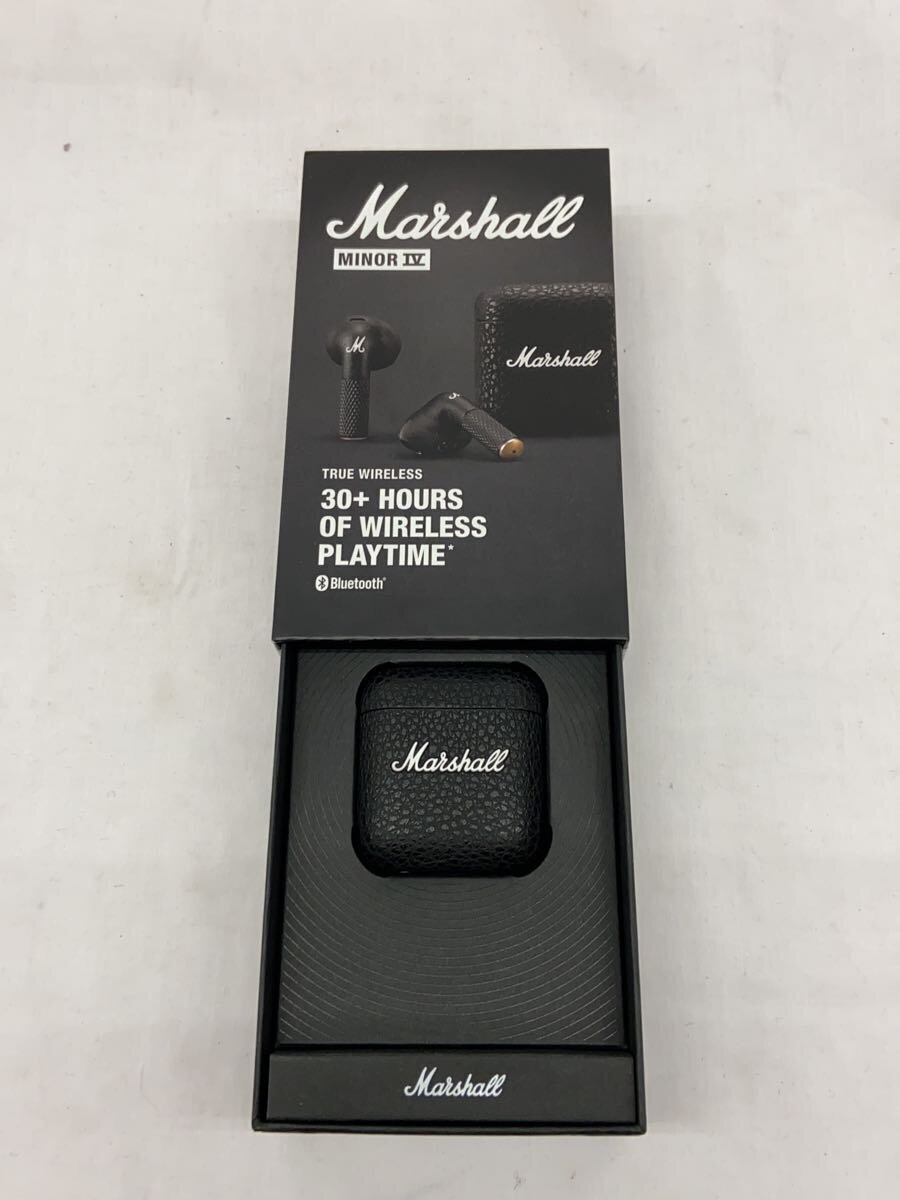 Marshall
MINOR IV
M
Marshall
TRUE WIRELESS
30+ HOURS
OF WIRELESS
PLAYTIME*
Bluetooth®
Marshall
Marshall